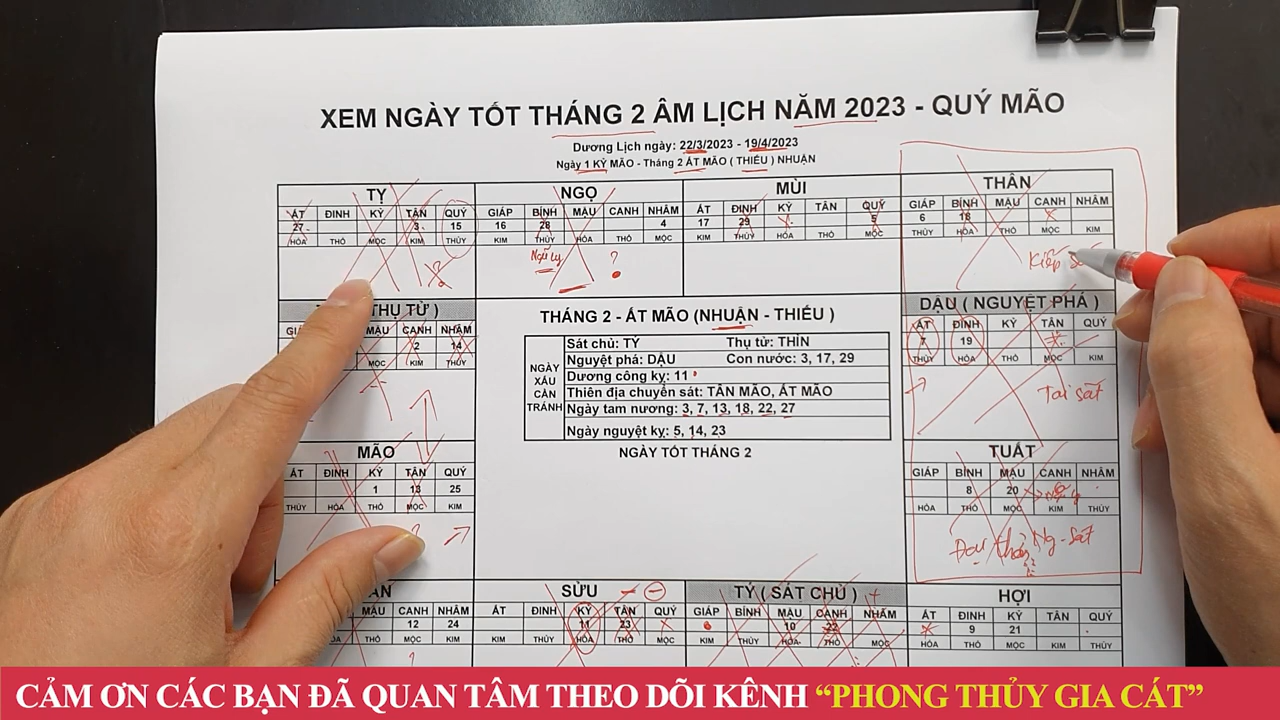 XEM NGÀY TỐT THÁNG 2 ÂM LỊCH NĂM 2023 - QUÝ MÃO
Dương Lịch ngày: 22/3/2023 - 19/4/2023
Ngày 1 KỶ MÃO - Tháng 2 ẤT MÃO ( THIẾU ) NHUẬN
TỴ
ẤT ĐINH KỶ TÂN QUÝ
27 3 15
HỎA THỔ MỘC KIM THỦY
NGỌ
GIÁP BÍNH MẬU CANH NHÂM
16 28 4
KIM THỦY HỎA THỔ MỘC
Ngũ ly ?
MÙI
ẤT ĐINH KỶ TÂN QUÝ
17 29 5
KIM THỦY HỎA THỔ MỘC
THÂN
GIÁP BÍNH MẬU CANH NHÂM
6 18
THỦY HỎA THỔ MỘC KIM
Kiếp
THỤ TỬ )
MẬU CANH NHÂM
2 14
MỘC KIM THỦY
THÁNG 2 - ẤT MÃO (NHUẬN - THIẾU )
NGÀY XẤU CẦN TRÁNH
Sát chủ: TÝ Thụ tử: THÌN
Nguyệt phá: DẬU Con nước: 3, 17, 29
Dương công kỵ: 11
Thiên địa chuyển sát: TÂN MÃO, ẤT MÃO
Ngày tam nương: 3, 7, 13, 18, 22, 27
Ngày nguyệt kỵ: 5, 14, 23
NGÀY TỐT THÁNG 2
DẬU ( NGUYỆT PHÁ )
ẤT ĐINH KỶ TÂN QUÝ
7 19
THỦY HỎA THỔ MỘC KIM
Tai sát
MÃO
ẤT ĐINH KỶ TÂN QUÝ
1 13 25
THỦY HỎA THỔ MỘC KIM
TUẤT
GIÁP BÍNH MẬU CANH NHÂM
8 20
HỎA THỔ MỘC KIM THỦY
MẬU CANH NHÂM
12 24
HỎA THỔ MỘC KIM
SỬU
ẤT ĐINH KỶ TÂN QUÝ
11 23
KIM THỦY HỎA THỔ MỘC
TÝ ( SÁT CHỦ )
GIÁP BÍNH MẬU CANH NHÂM
10 22
KIM THỦY HỎA THỔ MỘC
HỢI
ẤT ĐINH KỶ TÂN QUÝ
9 21
HỎA THỔ MỘC KIM THỦY
CẢM ƠN CÁC BẠN ĐÃ QUAN TÂM THEO DÕI KÊNH “PHONG THỦY GIA CÁT”